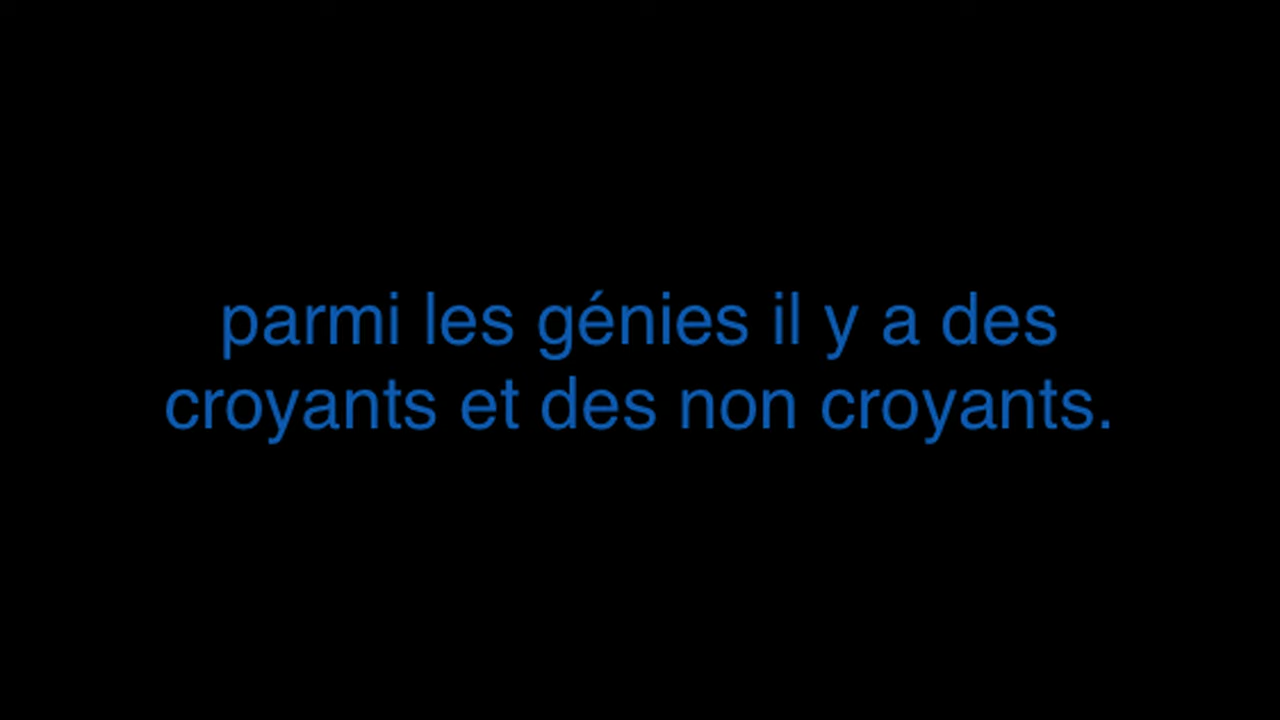 parmi les génies il y a des
croyants et des non croyants.